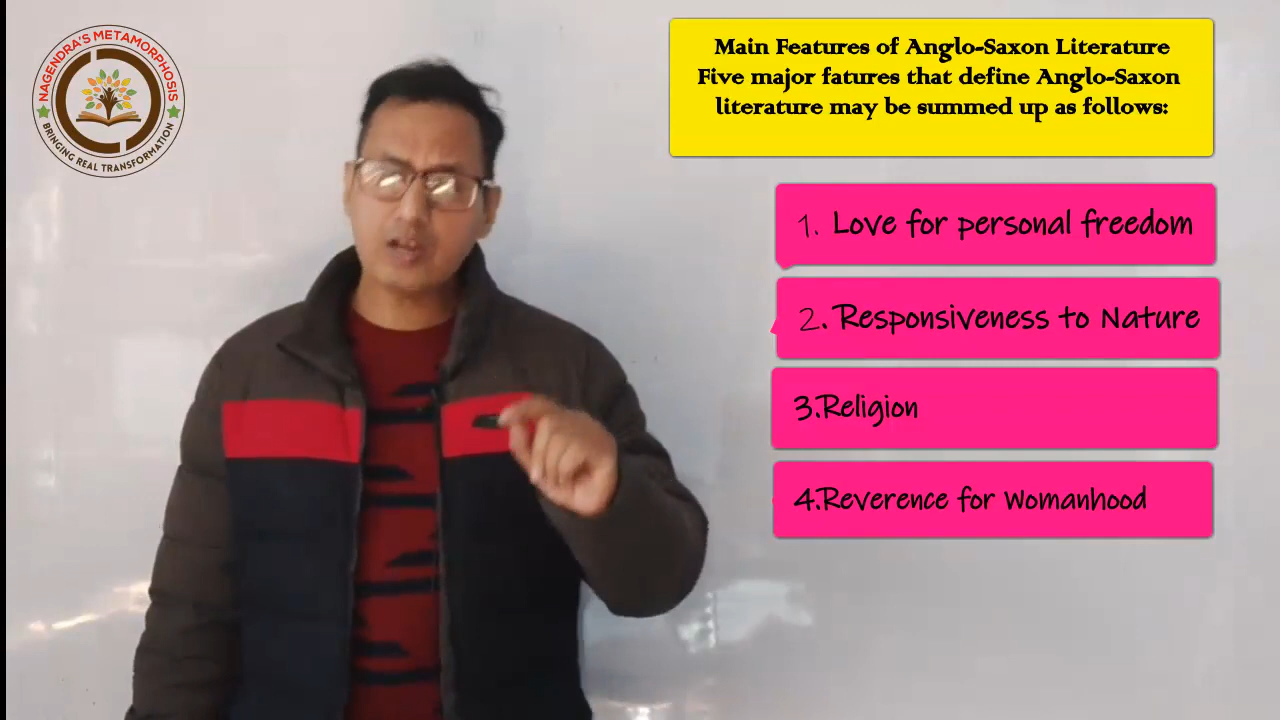 NAGENDRA'S METAMORPHOSIS
BRINGING REAL TRANSFORMATION
Main Features of Anglo-Saxon Literature
Five major fatures that define Anglo-Saxon
literature may be summed up as follows:
1. Love for personal freedom
2. Responsiveness to Nature
3.Religion
4.Reverence for Womanhood